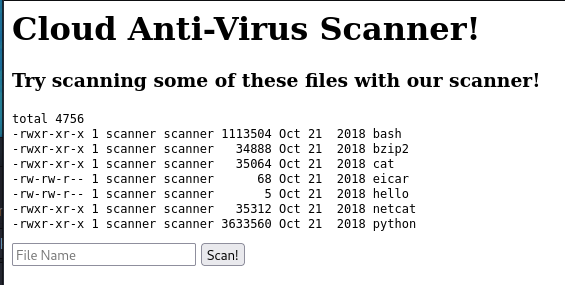 Cloud Anti-Virus Scanner!
Try scanning some of these files with our scanner!
total 4756
-rwxr-xr-x 1 scanner scanner 1113504 Oct 21  2018 bash
-rwxr-xr-x 1 scanner scanner   34888 Oct 21  2018 bzip2
-rwxr-xr-x 1 scanner scanner   35064 Oct 21  2018 cat
-rw-rw-r-- 1 scanner scanner      68 Oct 21  2018 eicar
-rw-rw-r-- 1 scanner scanner       5 Oct 21  2018 hello
-rwxr-xr-x 1 scanner scanner   35312 Oct 21  2018 netcat
-rwxr-xr-x 1 scanner scanner 3633560 Oct 21  2018 python
File Name Scan!